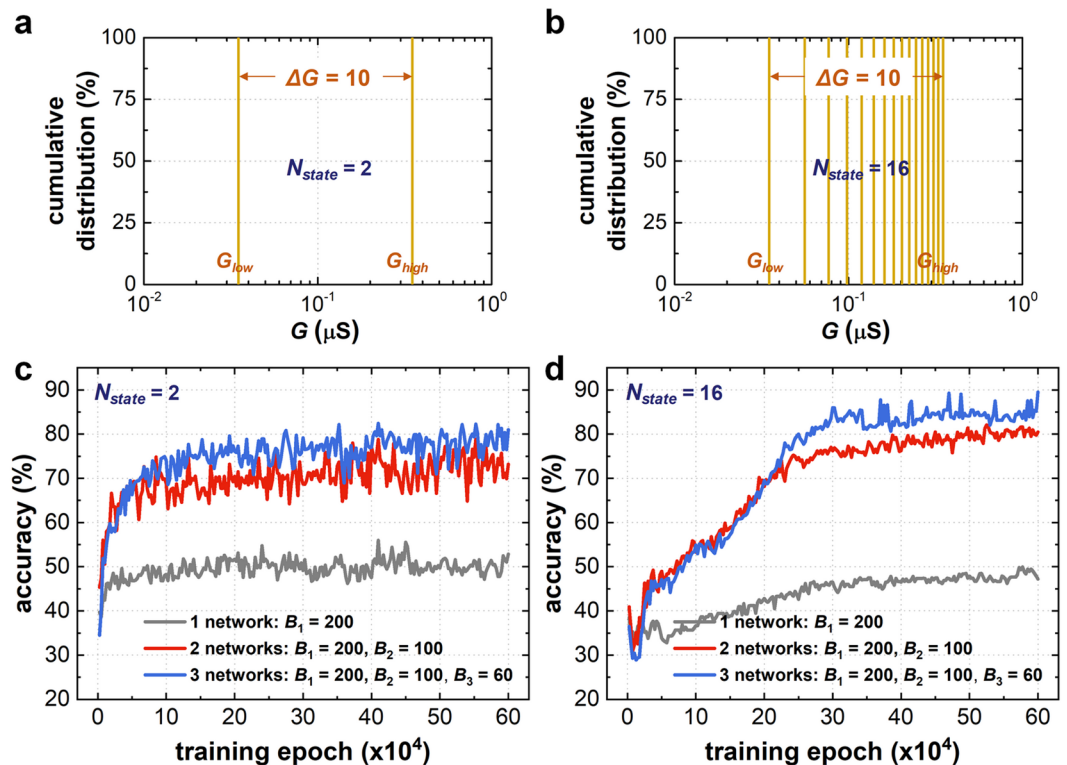 a
100
75
50
25
0
cumulative
distribution (%)
ΔG = 10
N_state = 2
G_low
G_high
10^-2
10^-1
10^0
G (μS)
b
100
75
50
25
0
cumulative
distribution (%)
ΔG = 10
N_state = 16
G_low
G_high
10^-2
10^-1
10^0
G (μS)
c
N_state = 2
90
80
70
60
50
40
30
20
accuracy (%)
1 network: B_1 = 200
2 networks: B_1 = 200, B_2 = 100
3 networks: B_1 = 200, B_2 = 100, B_3 = 60
0 10 20 30 40 50 60
training epoch (x10^4)
d
N_state = 16
90
80
70
60
50
40
30
20
accuracy (%)
1 network: B_1 = 200
2 networks: B_1 = 200, B_2 = 100
3 networks: B_1 = 200, B_2 = 100, B_3 = 60
0 10 20 30 40 50 60
training epoch (x10^4)